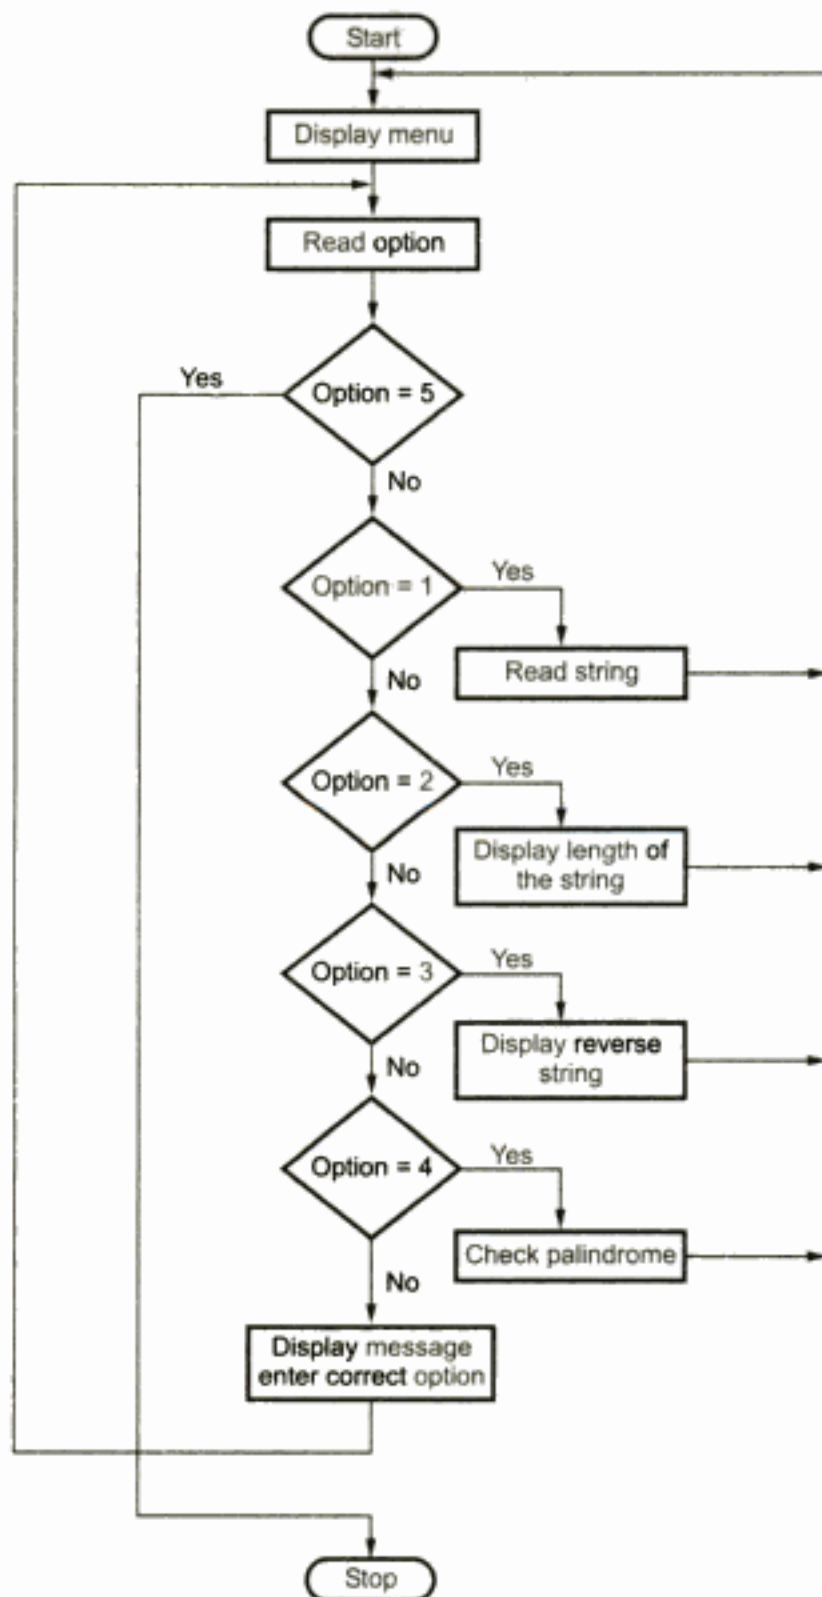 Start
Display menu
Read option
Yes
Option = 5
No
Option = 1
Yes
Read string
No
Option = 2
Yes
Display length of
the string
No
Option = 3
Yes
Display reverse
string
No
Option = 4
Yes
Check palindrome
No
Display message
enter correct option
Stop